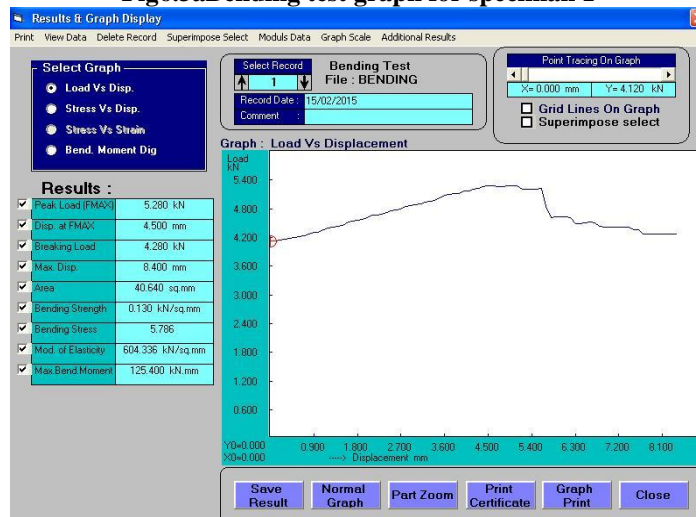 Fig6.3aBending test graph for speciman 1
Results & Graph Display
Print View Data Delete Record Superimpose Select Moduls Data Graph Scale Additional Results
Select Graph
Load Vs Disp.
Stress Vs Disp.
Stress Vs Strain
Bend. Moment Dig
Select Record
1
Bending Test
File : BENDING
Record Date : 15/02/2015
Comment :
Point Tracing On Graph
X= 0.000 mm Y= 4.120 kN
Grid Lines On Graph
Superimpose select
Results :
Peak Load (FMAX) 5.280 kN
Disp. at FMAX 4.500 mm
Breaking Load 4.280 kN
Max. Disp. 8.400 mm
Area 40.640 sq.mm
Bending Strength 0.130 kN/sq.mm
Bending Stress 5.786
Mod. of Elasticity 604.336 kN/sq.mm
Max.Bend.Moment 125.400 kN.mm
Graph : Load Vs Displacement
Load
kN
5.400
4.800
4.200
3.600
3.000
2.400
1.800
1.200
0.600
Y0=0.000
X0=0.000
0.900 1.800 2.700 3.600 4.500 5.400 6.300 7.200 8.100
----> Displacement mm
Save Result
Normal Graph
Part Zoom
Print Certificate
Graph Print
Close